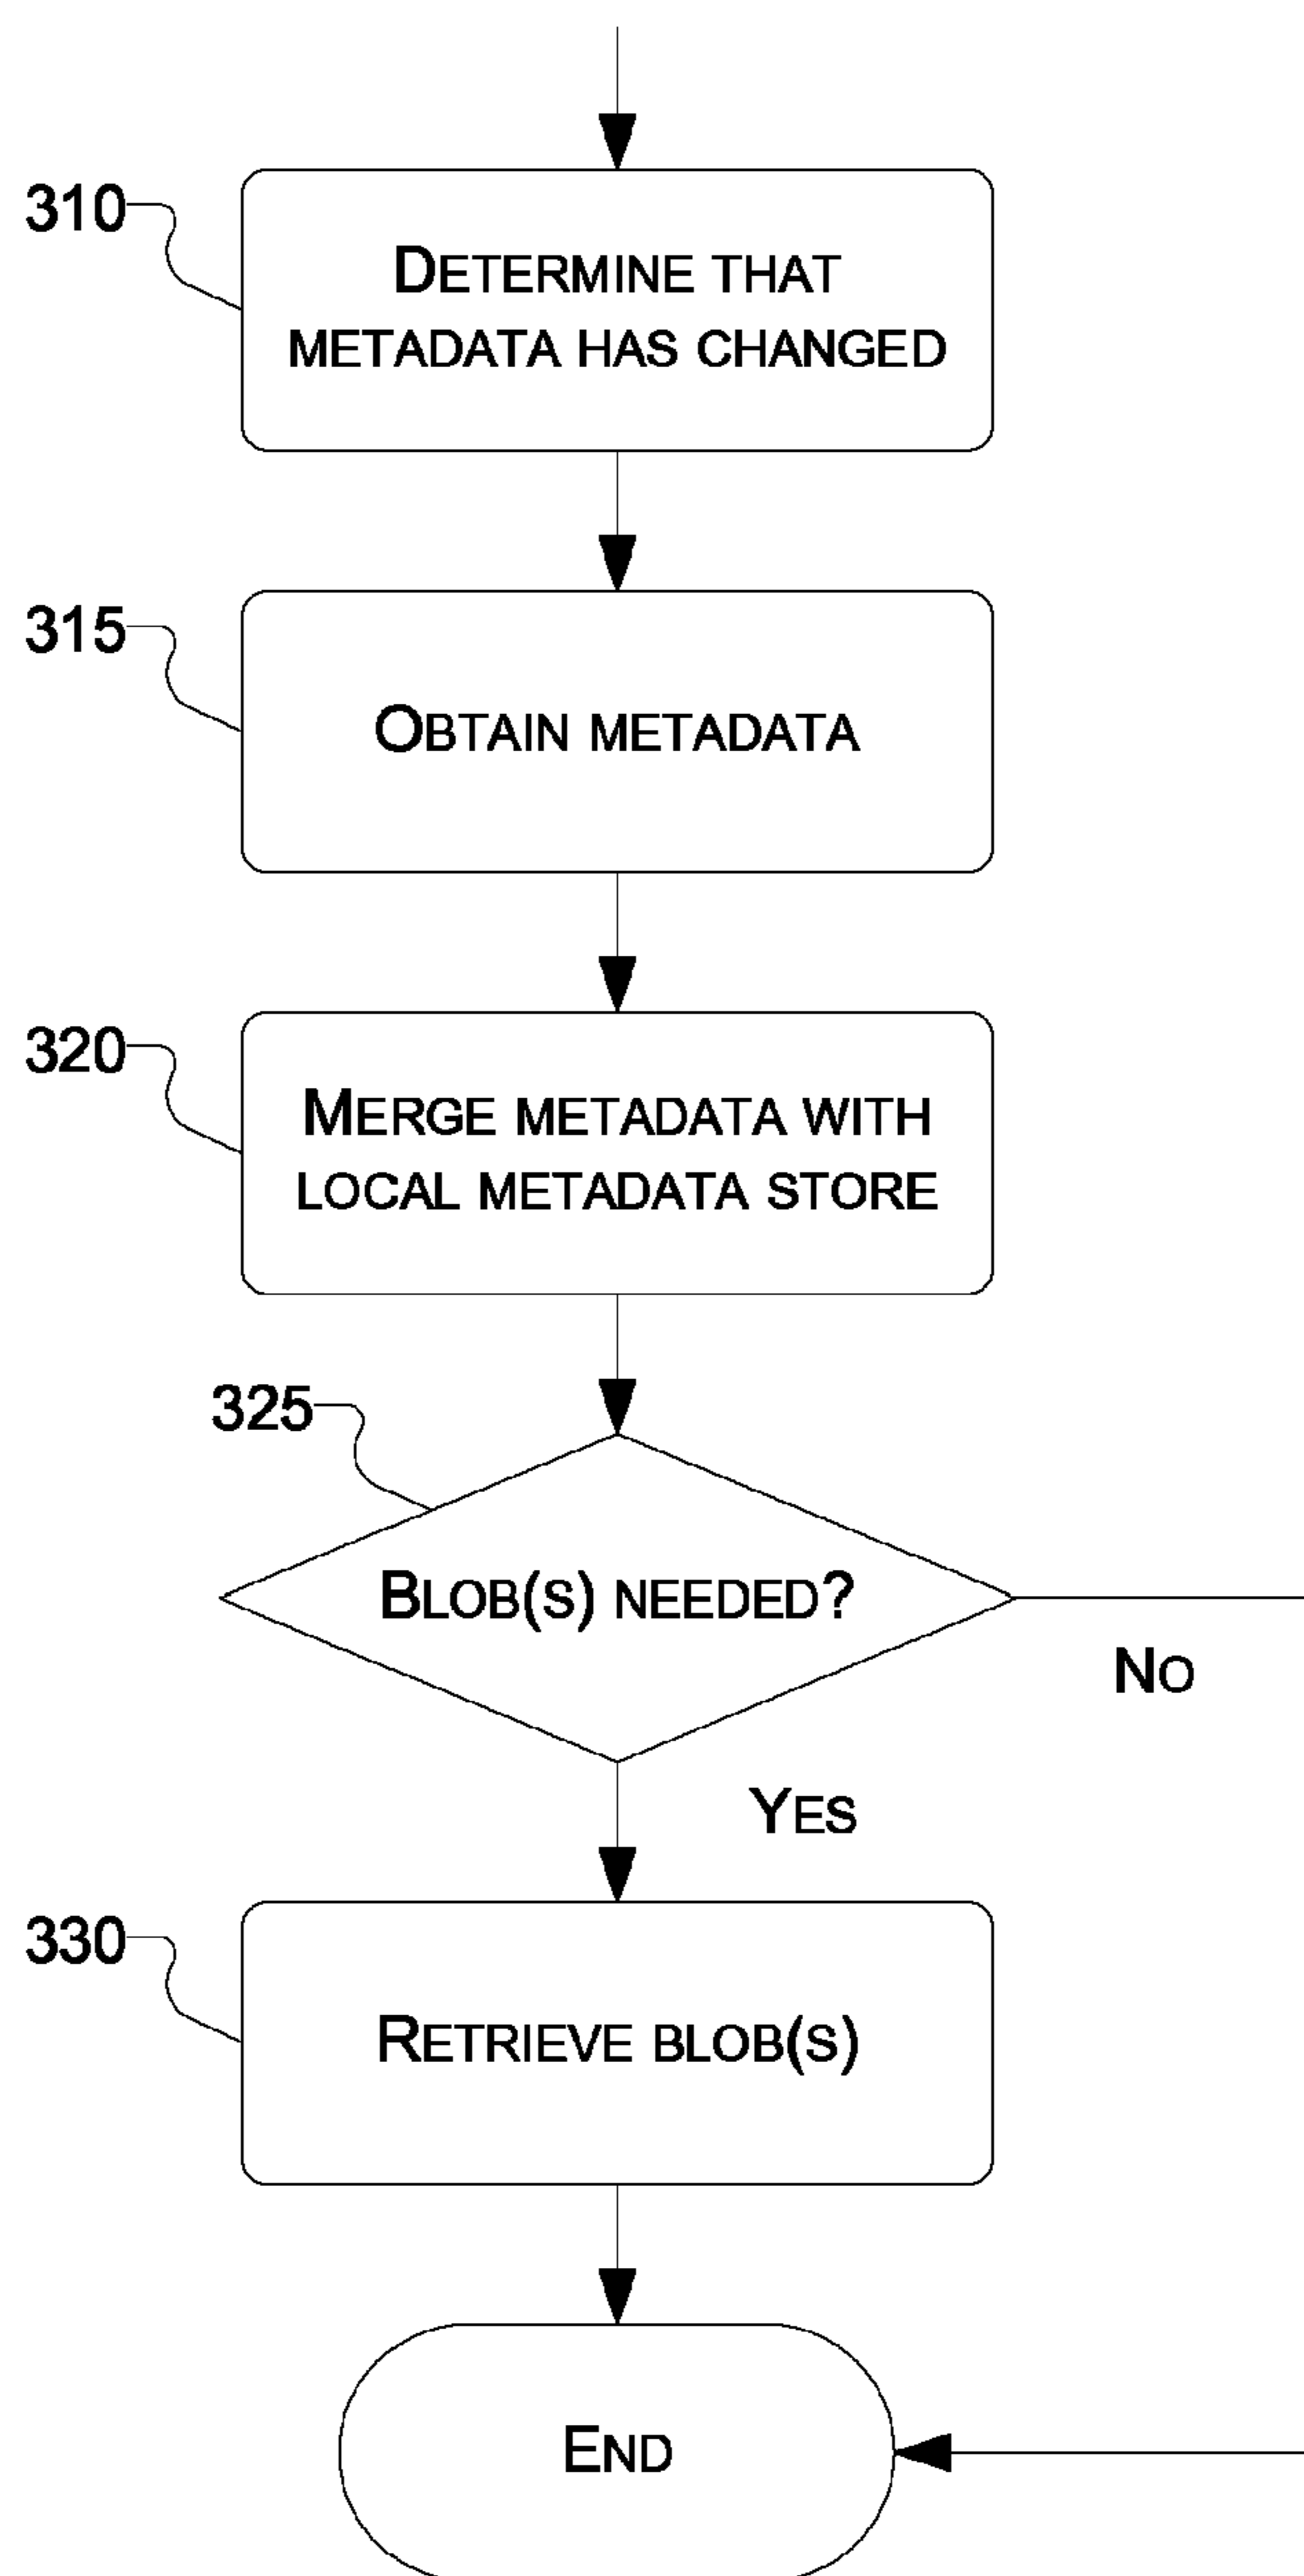 310
DETERMINE THAT
METADATA HAS CHANGED
315
OBTAIN METADATA
320
MERGE METADATA WITH
LOCAL METADATA STORE
325
BLOB(S) NEEDED?
NO
YES
330
RETRIEVE BLOB(S)
END